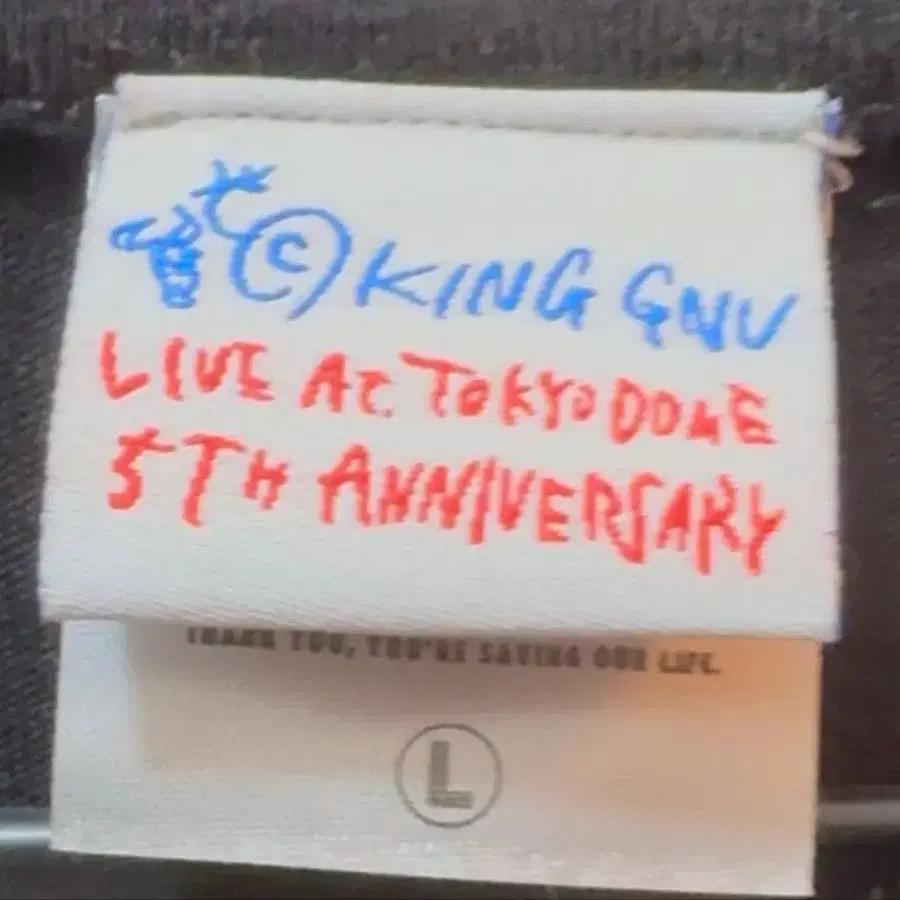 © KING GNU
LIVE AT TOKYO DOME
5TH ANNIVERSARY
THANK YOU, YOU'RE SAVING OUR LIFE.
L